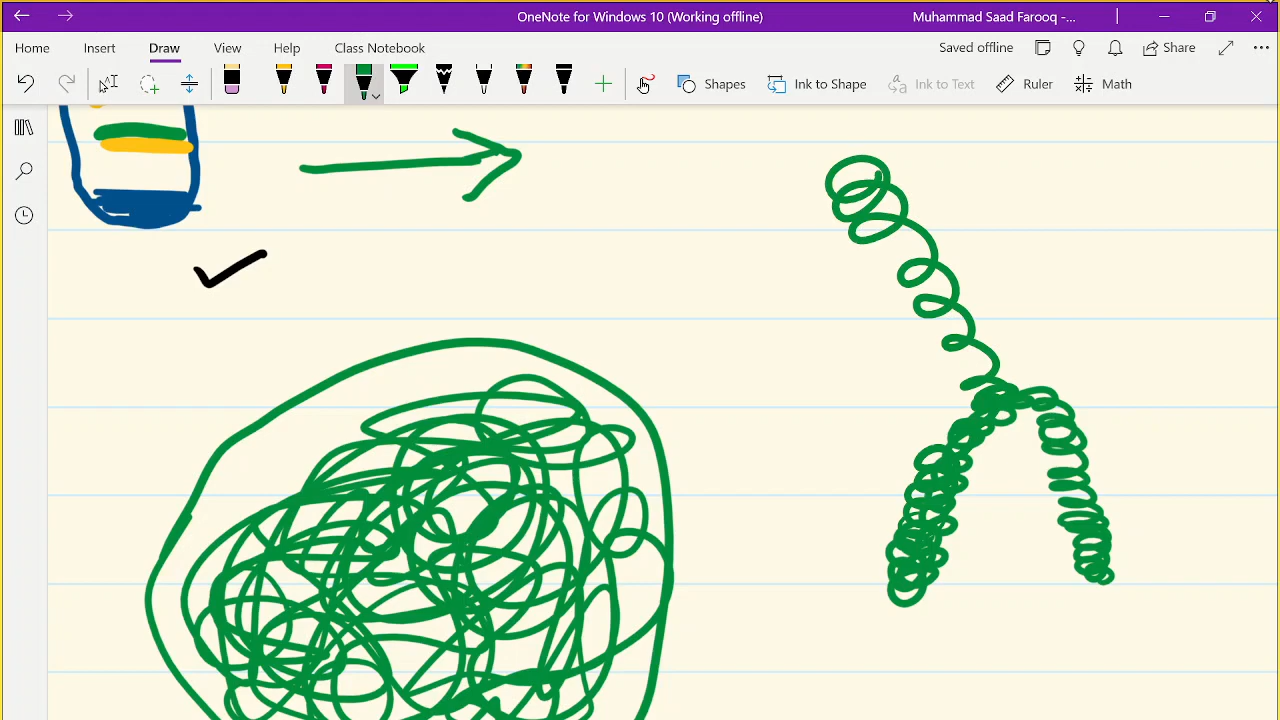 OneNote for Windows 10 (Working offline)
Muhammad Saad Farooq -...
Home Insert Draw View Help Class Notebook
Saved offline
Share
Shapes
Ink to Shape
Ink to Text
Ruler
Math